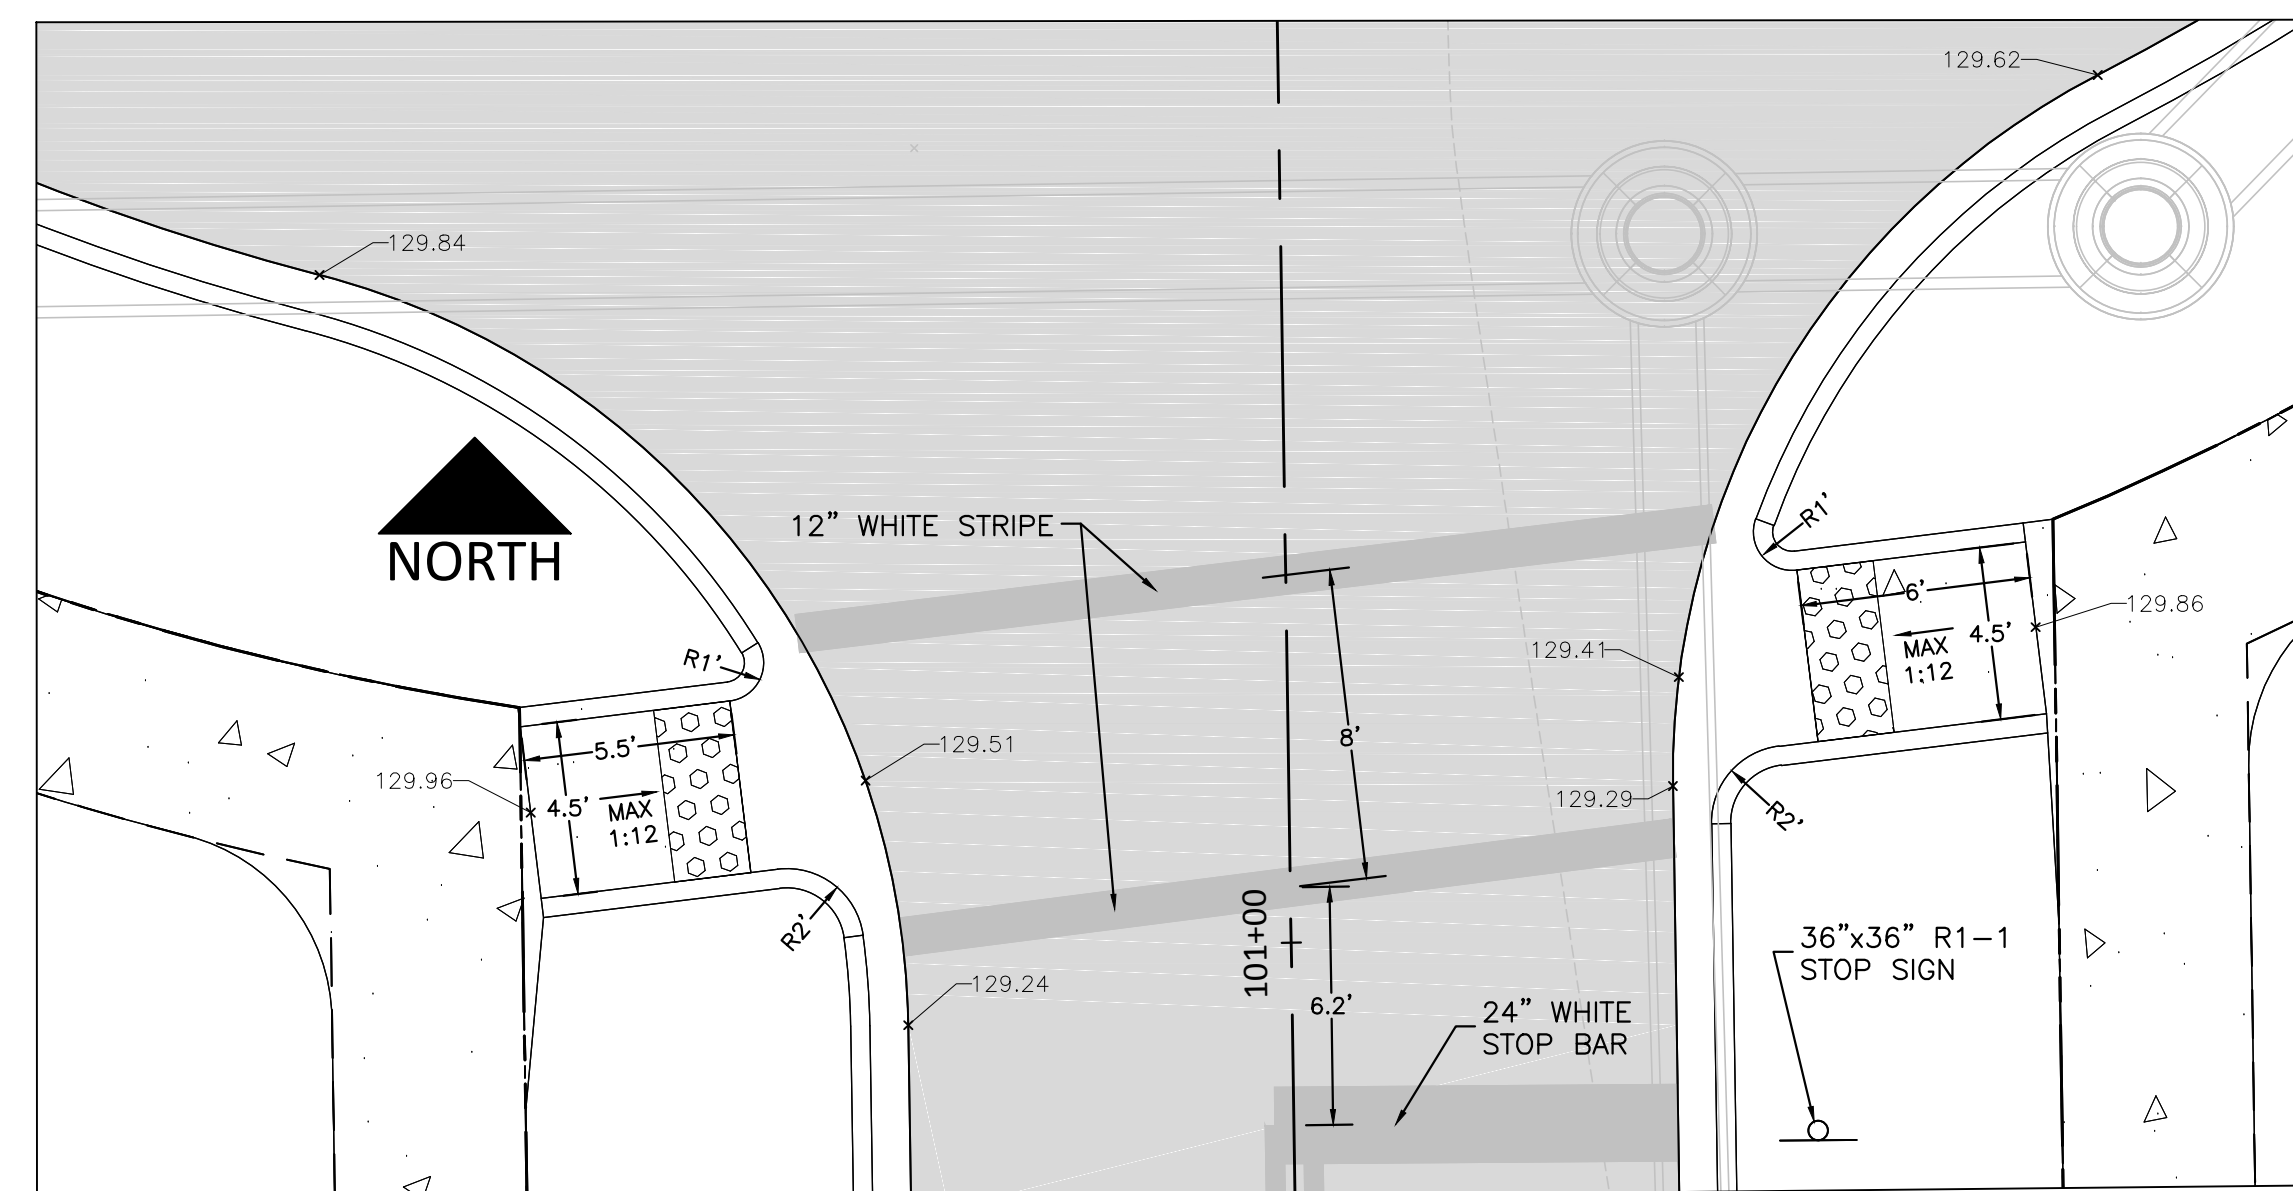 129.62
129.84
12" WHITE STRIPE
NORTH
R1'
6'
129.86
4.5'
MAX
1:12
129.41
R1'
8'
129.51
5.5'
129.96
4.5'
MAX
1:12
129.29
R2'
R2'
101+00
36"x36" R1-1
STOP SIGN
129.24
6.2'
24" WHITE
STOP BAR